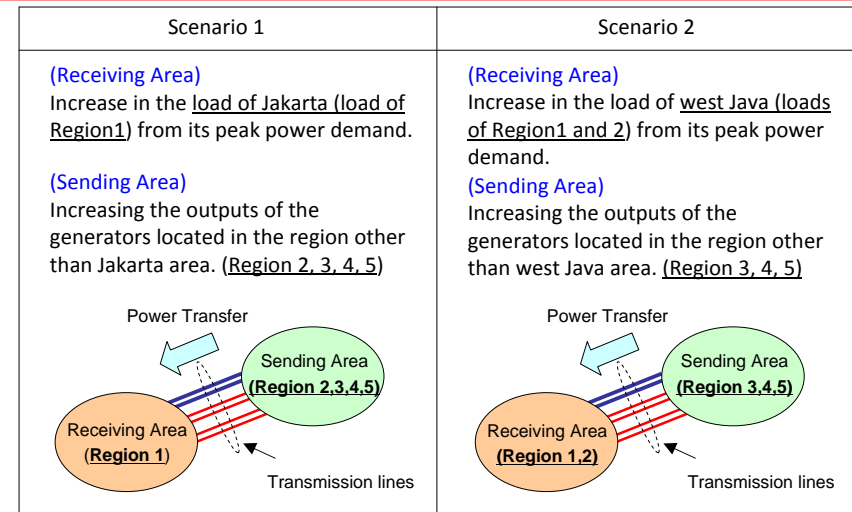 Scenario 1
(Receiving Area)
Increase in the load of Jakarta (load of
Region1) from its peak power demand.
(Sending Area)
Increasing the outputs of the
generators located in the region other
than Jakarta area. (Region 2, 3, 4, 5)
Power Transfer
Sending Area
(Region 2,3,4,5)
Receiving Area
(Region 1)
Transmission lines
Scenario 2
(Receiving Area)
Increase in the load of west Java (loads
of Region1 and 2) from its peak power
demand.
(Sending Area)
Increasing the outputs of the
generators located in the region other
than west Java area. (Region 3, 4, 5)
Power Transfer
Sending Area
(Region 3,4,5)
Receiving Area
(Region 1,2)
Transmission lines